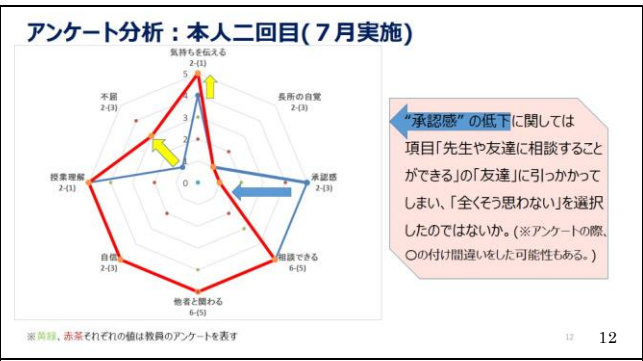 アンケート分析：本人二回目(７月実施)
気持ちを伝える
2-(1)
長所の自覚
2-(3)
承認感
2-(3)
相談できる
6-(5)
他者と関わる
6-(5)
自信
2-(3)
授業理解
2-(1)
不屈
2-(3)
5
4
3
2
1
0
“承認感” の低下に関しては
項目「先生や友達に相談すること
ができる」の「友達」に引っかかって
しまい、「全くそう思わない」を選択
したのではないか。(※アンケートの際、
〇の付け間違いをした可能性もある。)
※黄緑, 赤茶それぞれの値は教員のアンケートを表す
12
12